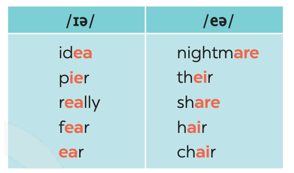 /ɪə/ /eə/
idea nightmare
pier their
really share
fear hair
ear chair